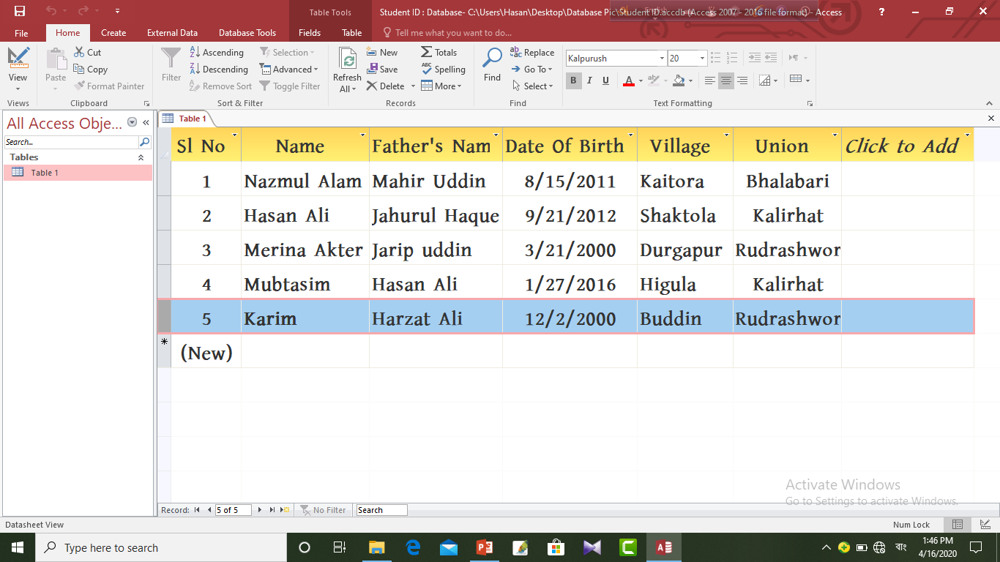 Table Tools
Student ID : Database- C:\Users\Hasan\Desktop\Database Pic\Student ID.accdb (Access 2007 - 2016 file format) - Access
?
File Home Create External Data Database Tools Fields Table Tell me what you want to do...
View
Views
Paste
Cut
Copy
Format Painter
Clipboard
Filter
Ascending
Descending
Remove Sort
Selection
Advanced
Toggle Filter
Sort & Filter
Refresh
All
New
Save
Delete
Totals
Spelling
More
Records
Find
Replace
Go To
Select
Find
Kalpurush 20
B I U A
Text Formatting
All Access Obje...
Search...
Tables
Table 1
Table 1
Sl No Name Father's Nam Date Of Birth Village Union Click to Add
1 Nazmul Alam Mahir Uddin 8/15/2011 Kaitora Bhalabari
2 Hasan Ali Jahurul Haque 9/21/2012 Shaktola Kalirhat
3 Merina Akter Jarip uddin 3/21/2000 Durgapur Rudrashwor
4 Mubtasim Hasan Ali 1/27/2016 Higula Kalirhat
5 Karim Harzat Ali 12/2/2000 Buddin Rudrashwor
* (New)
Activate Windows
Go to Settings to activate Windows.
Record: 5 of 5 No Filter Search
Datasheet View Num Lock
Type here to search
বাং
1:46 PM
4/16/2020